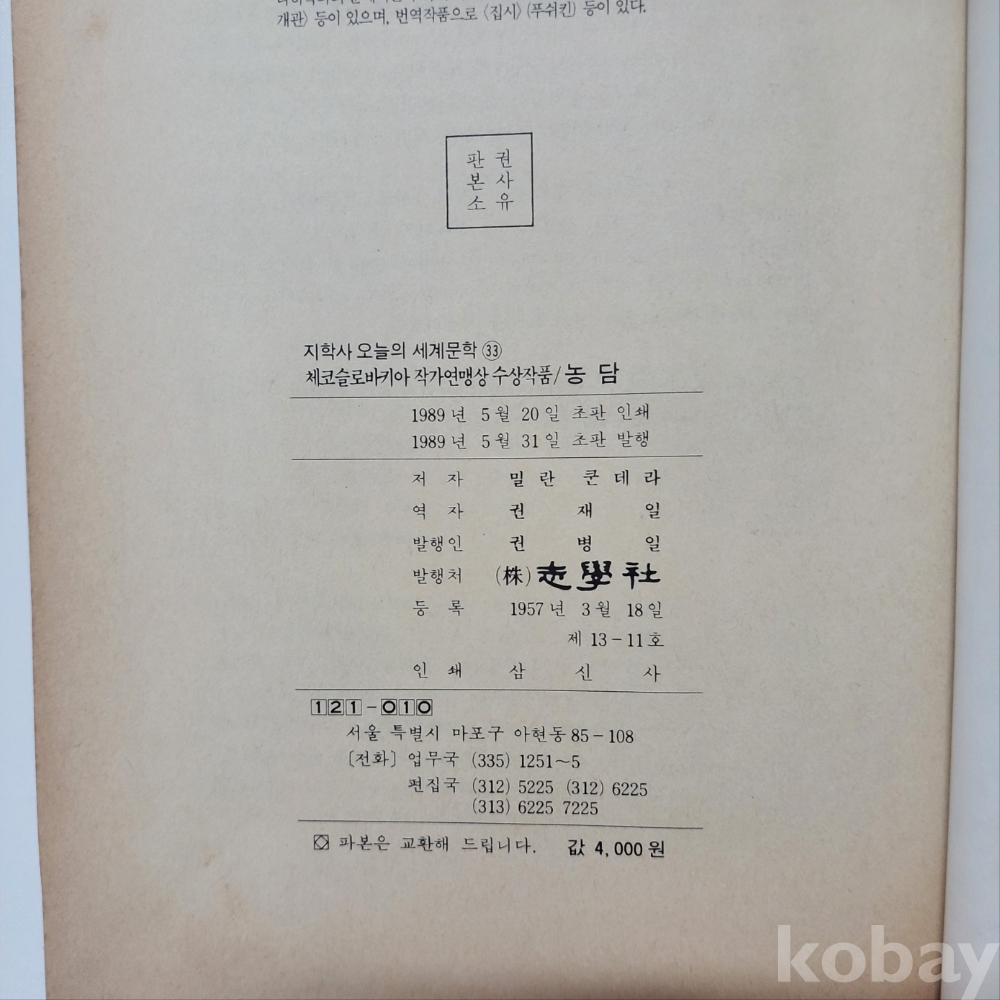 개관〉 등이 있으며, 번역작품으로 〈집시〉(푸쉬킨) 등이 있다.
판 권
본 사
소 유
지학사 오늘의 세계문학 ㉝
체코슬로바키아 작가연맹상 수상작품/농 담
1989년 5월 20일 초판 인쇄
1989년 5월 31일 초판 발행
저 자 밀 란 쿤 데 라
역 자 권 재 일
발행인 권 병 일
발행처 (株)志學社
등 록 1957년 3월 18일
제 13-11호
인 쇄 삼 신 사
121-010
서울 특별시 마포구 아현동 85-108
〔전화〕 업무국 (335) 1251~5
편집국 (312) 5225 (312) 6225
(313) 6225 7225
파본은 교환해 드립니다. 값 4,000원
kobay